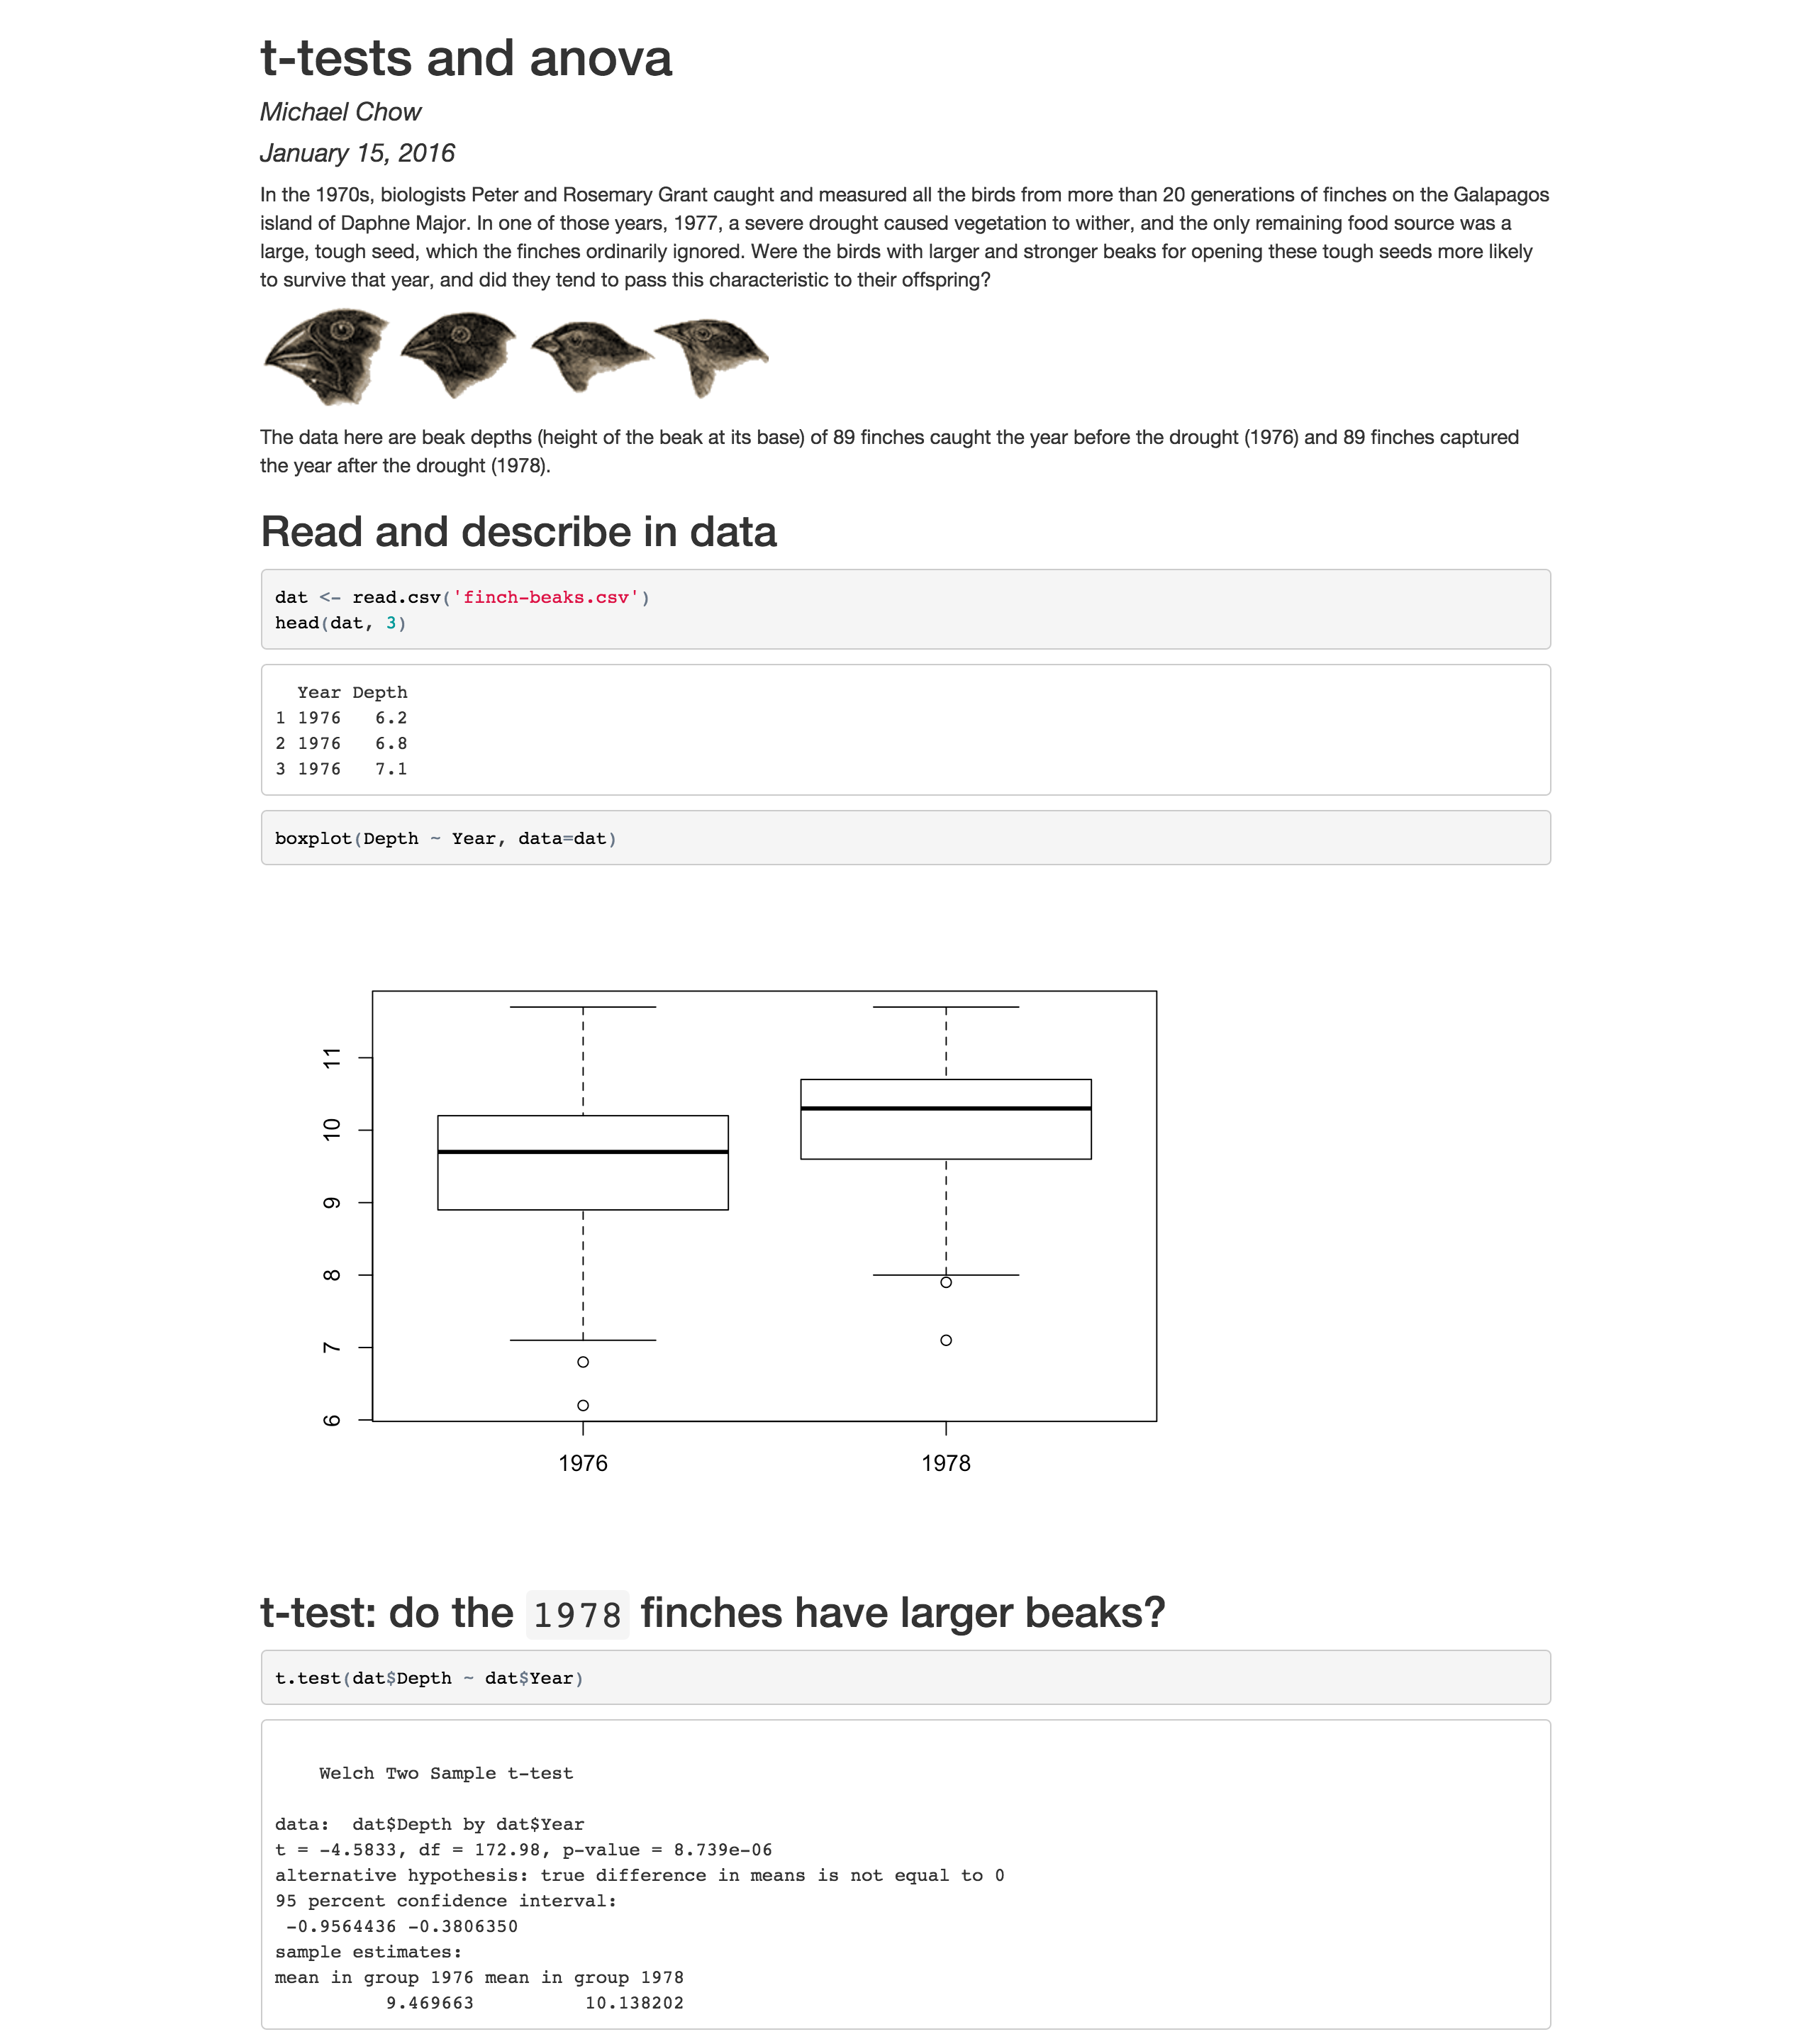 t-tests and anova
Michael Chow
January 15, 2016
In the 1970s, biologists Peter and Rosemary Grant caught and measured all the birds from more than 20 generations of finches on the Galapagos
island of Daphne Major. In one of those years, 1977, a severe drought caused vegetation to wither, and the only remaining food source was a
large, tough seed, which the finches ordinarily ignored. Were the birds with larger and stronger beaks for opening these tough seeds more likely
to survive that year, and did they tend to pass this characteristic to their offspring?
The data here are beak depths (height of the beak at its base) of 89 finches caught the year before the drought (1976) and 89 finches captured
the year after the drought (1978).
Read and describe in data
dat <- read.csv('finch-beaks.csv')
head(dat, 3)
  Year Depth
1 1976   6.2
2 1976   6.8
3 1976   7.1
boxplot(Depth ~ Year, data=dat)
11
10
9
8
7
6
1976 1978
t-test: do the 1978 finches have larger beaks?
t.test(dat$Depth ~ dat$Year)
    Welch Two Sample t-test
data:  dat$Depth by dat$Year
t = -4.5833, df = 172.98, p-value = 8.739e-06
alternative hypothesis: true difference in means is not equal to 0
95 percent confidence interval:
 -0.9564436 -0.3806350
sample estimates:
mean in group 1976 mean in group 1978
          9.469663          10.138202